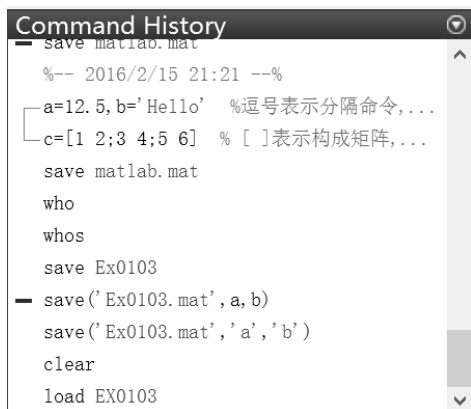 Command History
save matlab.mat
%-- 2016/2/15 21:21 --%
a=12.5,b='Hello' %逗号表示分隔命令,...
c=[1 2;3 4;5 6] % [ ]表示构成矩阵,...
save matlab.mat
who
whos
save Ex0103
save('Ex0103.mat',a,b)
save('Ex0103.mat','a','b')
clear
load EX0103